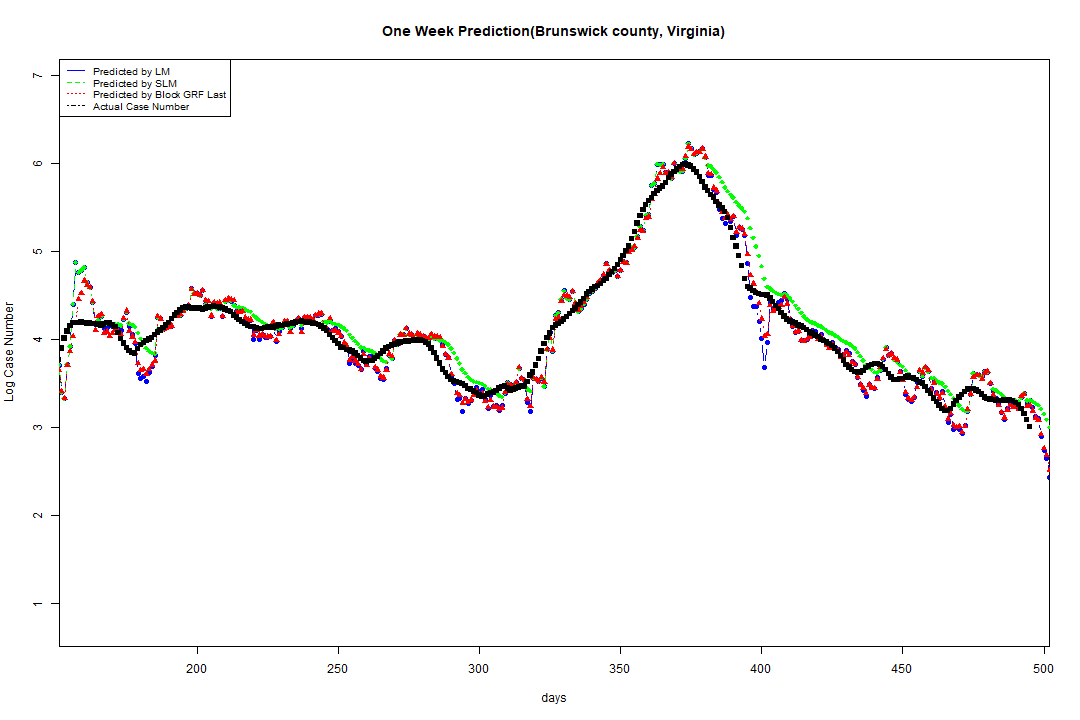 One Week Prediction(Brunswick county, Virginia)
Predicted by LM
Predicted by SLM
Predicted by Block GRF Last
Actual Case Number
7
6
5
4
3
2
1
Log Case Number
200 250 300 350 400 450 500
days